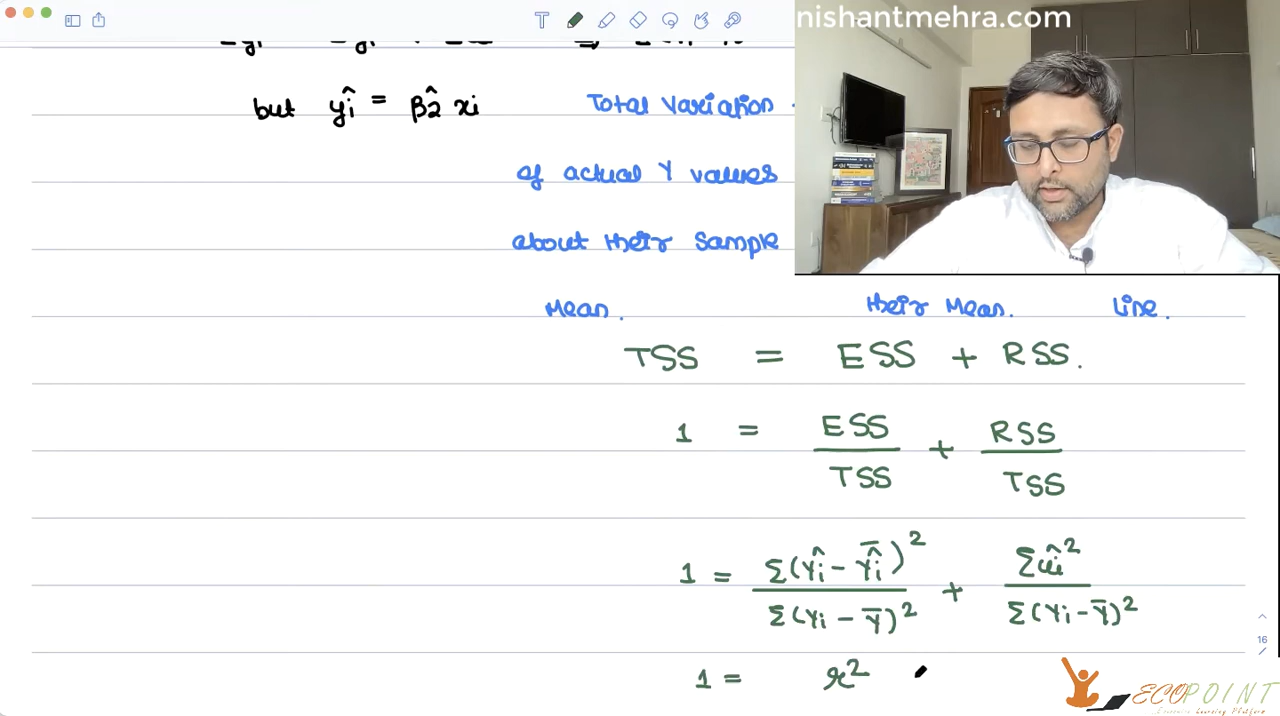 nishantmehra.com
but ŷi = β̂2 xi
Total variation
of actual Y values
about their sample
Mean.
their Mean.
Line.
TSS = ESS + RSS.
1 = ESS/TSS + RSS/TSS
1 = Σ(Ŷi - Ŷ̄i)²/Σ(Yi - Ȳ)² + Σûi²/Σ(Yi - Ȳ)²
1 = r²
16
ECOPOINT